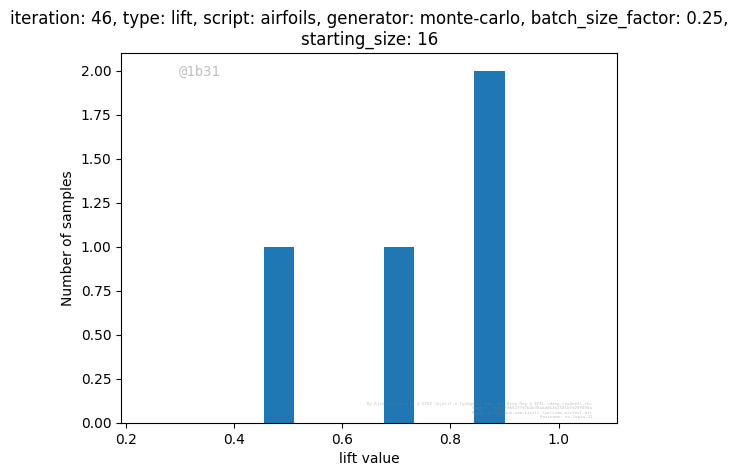 iteration: 46, type: lift, script: airfoils, generator: monte-carlo, batch_size_factor: 0.25,
starting_size: 16
@1b31
2.00
1.75
1.50
1.25
1.00
0.75
0.50
0.25
0.00
Number of samples
0.2 0.4 0.6 0.8 1.0
lift value